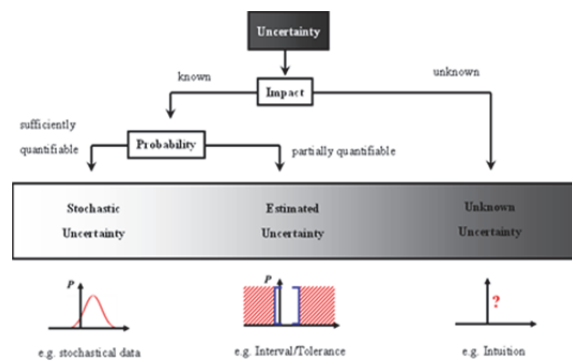 Uncertainty
known
unknown
Impact
sufficiently
quantifiable
Probability
partially quantifiable
Stochastic
Uncertainty
Estimated
Uncertainty
Unknown
Uncertainty
P
P
?
e.g. stochastical data
e.g. Interval/Tolerance
e.g. Intuition